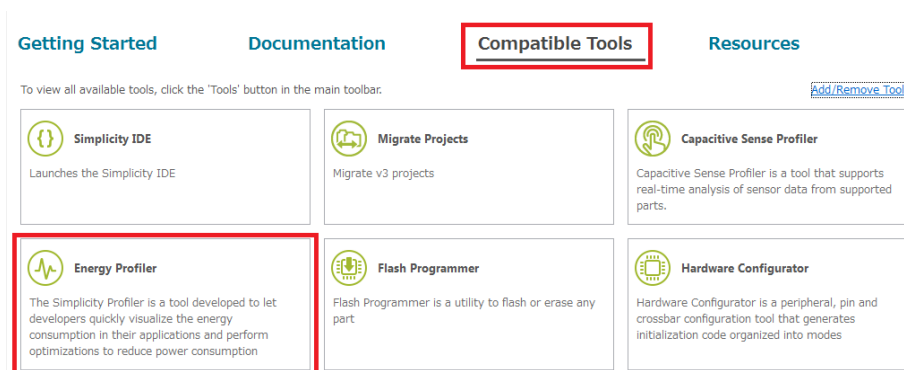 Getting Started
Documentation
Compatible Tools
Resources
To view all available tools, click the 'Tools' button in the main toolbar.
Add/Remove Tool
Simplicity IDE
Launches the Simplicity IDE
Migrate Projects
Migrate v3 projects
Capacitive Sense Profiler
Capacitive Sense Profiler is a tool that supports
real-time analysis of sensor data from supported
parts.
Energy Profiler
The Simplicity Profiler is a tool developed to let
developers quickly visualize the energy
consumption in their applications and perform
optimizations to reduce power consumption
Flash Programmer
Flash Programmer is a utility to flash or erase any
part
Hardware Configurator
Hardware Configurator is a peripheral, pin and
crossbar configuration tool that generates
initialization code organized into modes